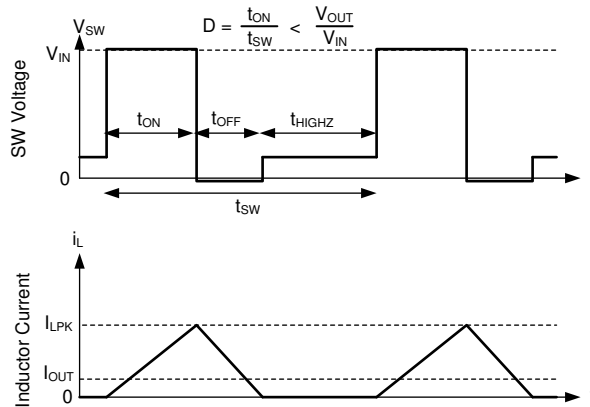 V_SW
D = t_ON / t_SW < V_OUT / V_IN
V_IN
SW Voltage
t_ON
t_OFF
t_HIGHZ
0
t_SW
i_L
Inductor Current
I_LPK
I_OUT
0